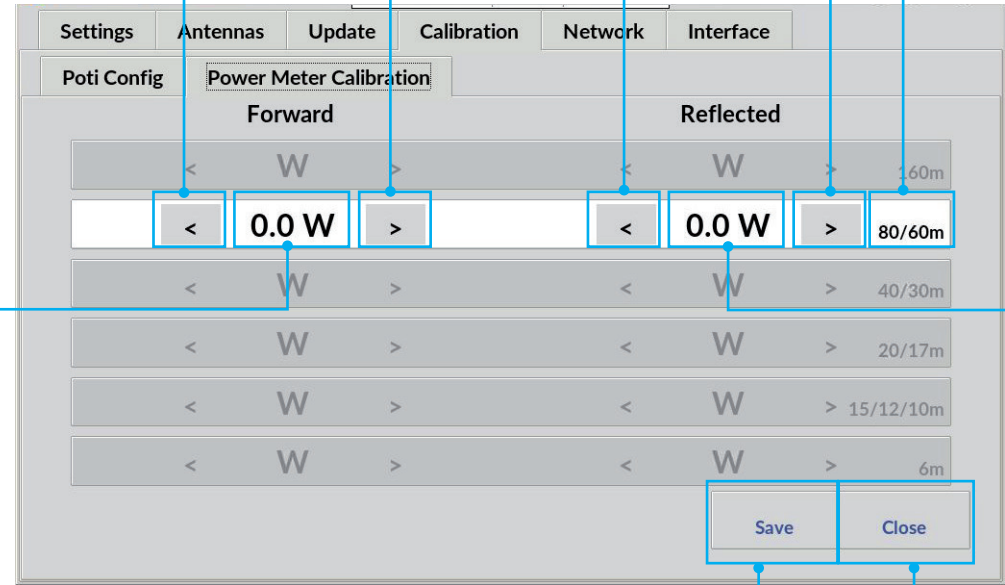 Settings Antennas Update Calibration Network Interface
Poti Config Power Meter Calibration
Forward Reflected
< W > < W > 160m
< 0.0 W > < 0.0 W > 80/60m
< W > < W > 40/30m
< W > < W > 20/17m
< W > < W > 15/12/10m
< W > < W > 6m
Save Close